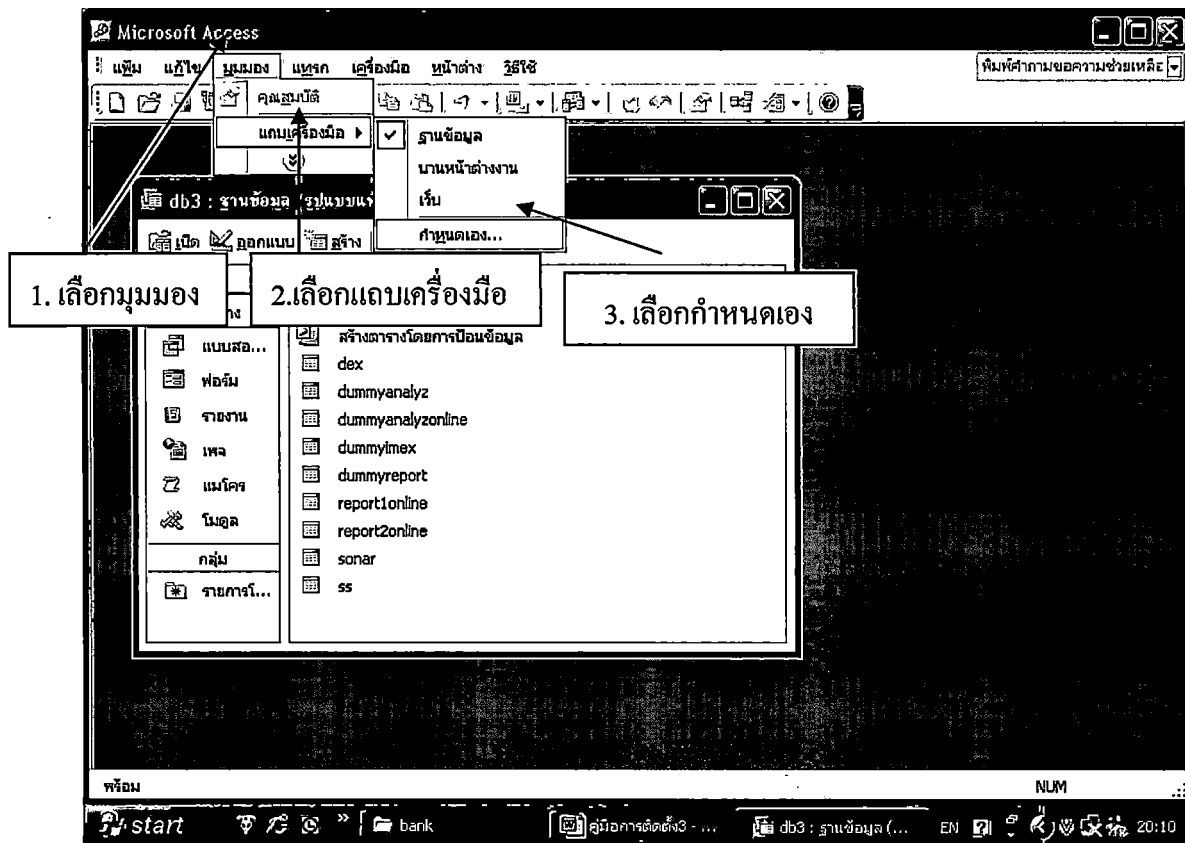 Microsoft Access
แฟ้ม แก้ไข มุมมอง แทรก เครื่องมือ หน้าต่าง วิธีใช้
พิมพ์คำถามขอความช่วยเหลือ
คุณสมบัติ
แถบเครื่องมือ
ฐานข้อมูล
บานหน้าต่างงาน
เว็บ
กำหนดเอง...
db3 : ฐานข้อมูล (รูปแบบแฟ้
เปิด ออกแบบ สร้าง
1. เลือกมุมมอง
2.เลือกแถบเครื่องมือ
3. เลือกกำหนดเอง
าง
สร้างตารางโดยการป้อนข้อมูล
แบบสอ...
ฟอร์ม
รายงาน
เพจ
แมโคร
โมดูล
กลุ่ม
รายการโ...
dex
dummyanalyz
dummyanalyzonline
dummyimex
dummyreport
report1online
report2online
sonar
ss
พร้อม
NUM
start
bank
คู่มือการติดตั้ง3 - ...
db3 : ฐานข้อมูล (...
EN
20:10